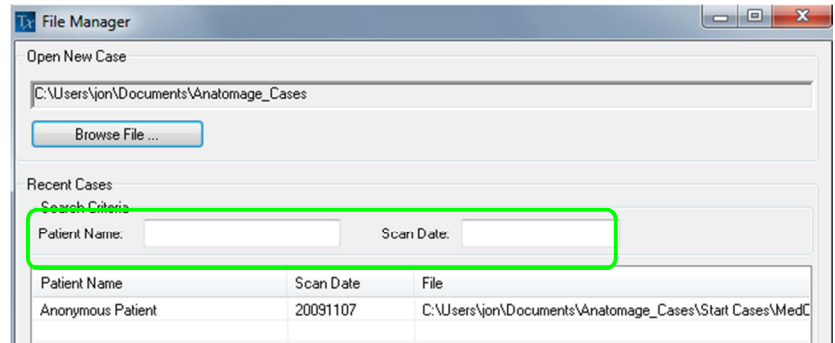 Tx File Manager
Open New Case
C:\Users\jon\Documents\Anatomage_Cases
Browse File ...
Recent Cases
Search Criteria
Patient Name: Scan Date:
Patient Name Scan Date File
Anonymous Patient 20091107 C:\Users\jon\Documents\Anatomage_Cases\Start Cases\MedC